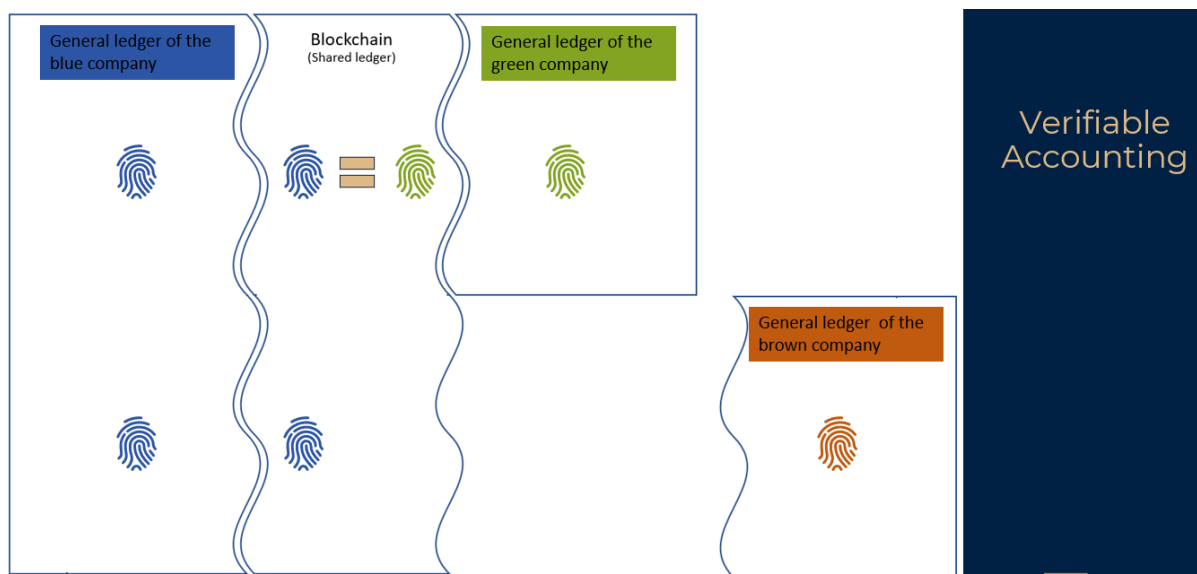 General ledger of the
blue company
Blockchain
(Shared ledger)
General ledger of the
green company
Verifiable
Accounting
General ledger  of the
brown company